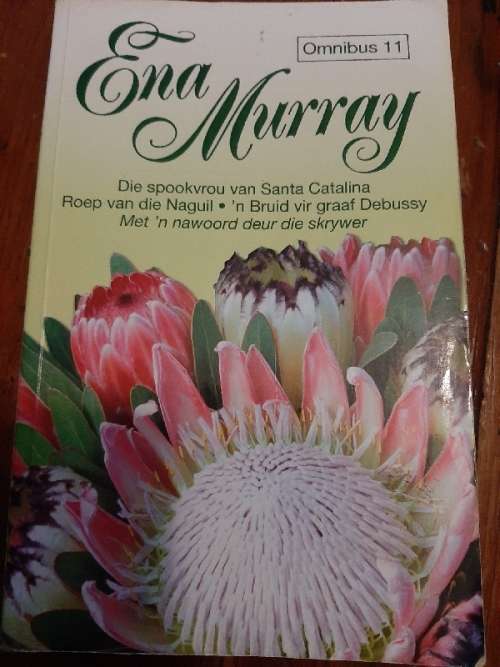 Ena
Murray
Omnibus 11
Die spookvrou van Santa Catalina
Roep van die Naguil • 'n Bruid vir graaf Debussy
Met 'n nawoord deur die skrywer